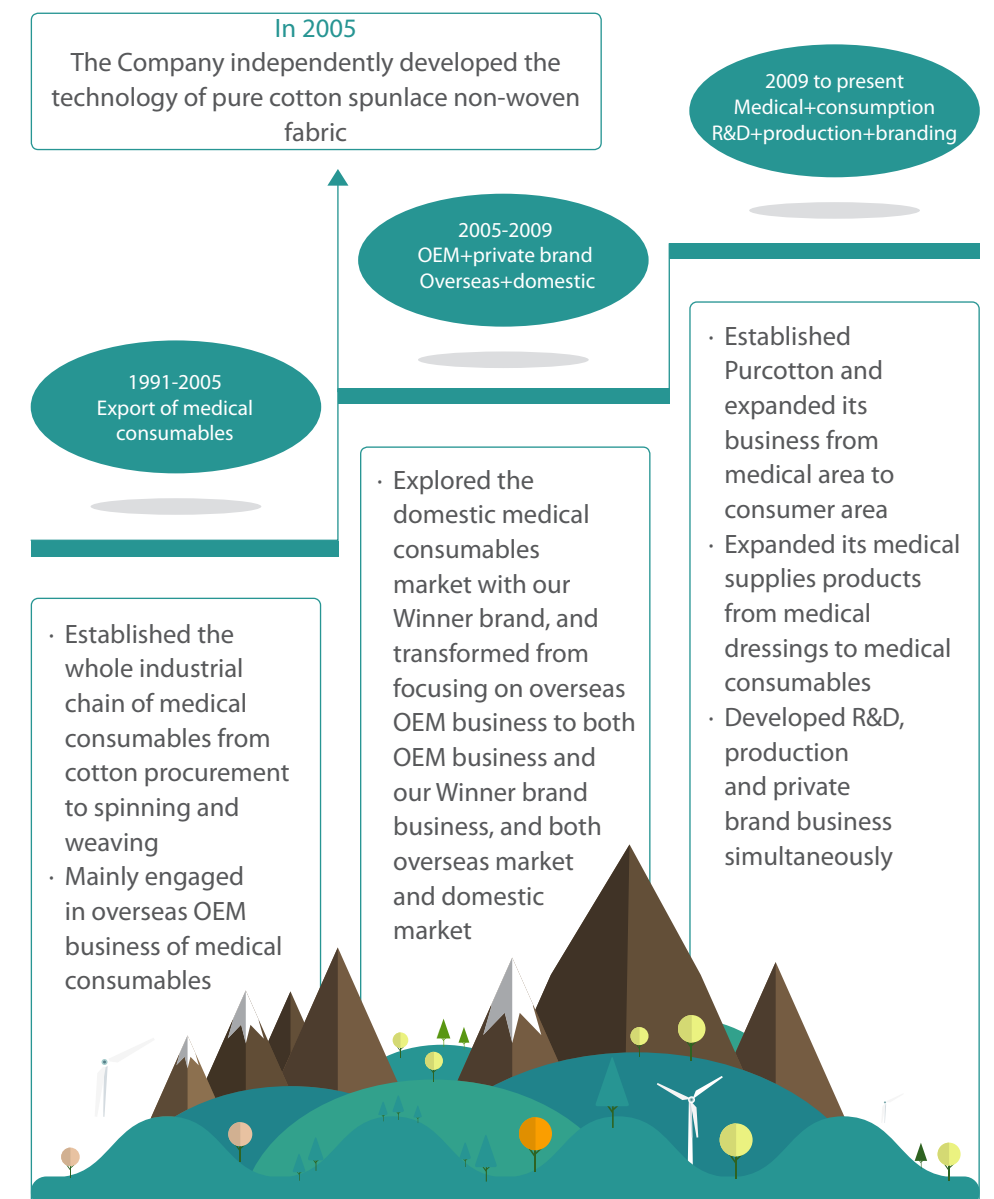 In 2005
The Company independently developed the
technology of pure cotton spunlace non-woven
fabric
2009 to present
Medical+consumption
R&D+production+branding
2005-2009
OEM+private brand
Overseas+domestic
1991-2005
Export of medical
consumables
· Established the
whole industrial
chain of medical
consumables from
cotton procurement
to spinning and
weaving
· Mainly engaged
in overseas OEM
business of medical
consumables
· Explored the
domestic medical
consumables
market with our
Winner brand, and
transformed from
focusing on overseas
OEM business to both
OEM business and
our Winner brand
business, and both
overseas market
and domestic
market
· Established
Purcotton and
expanded its
business from
medical area to
consumer area
· Expanded its medical
supplies products
from medical
dressings to medical
consumables
· Developed R&D,
production
and private
brand business
simultaneously